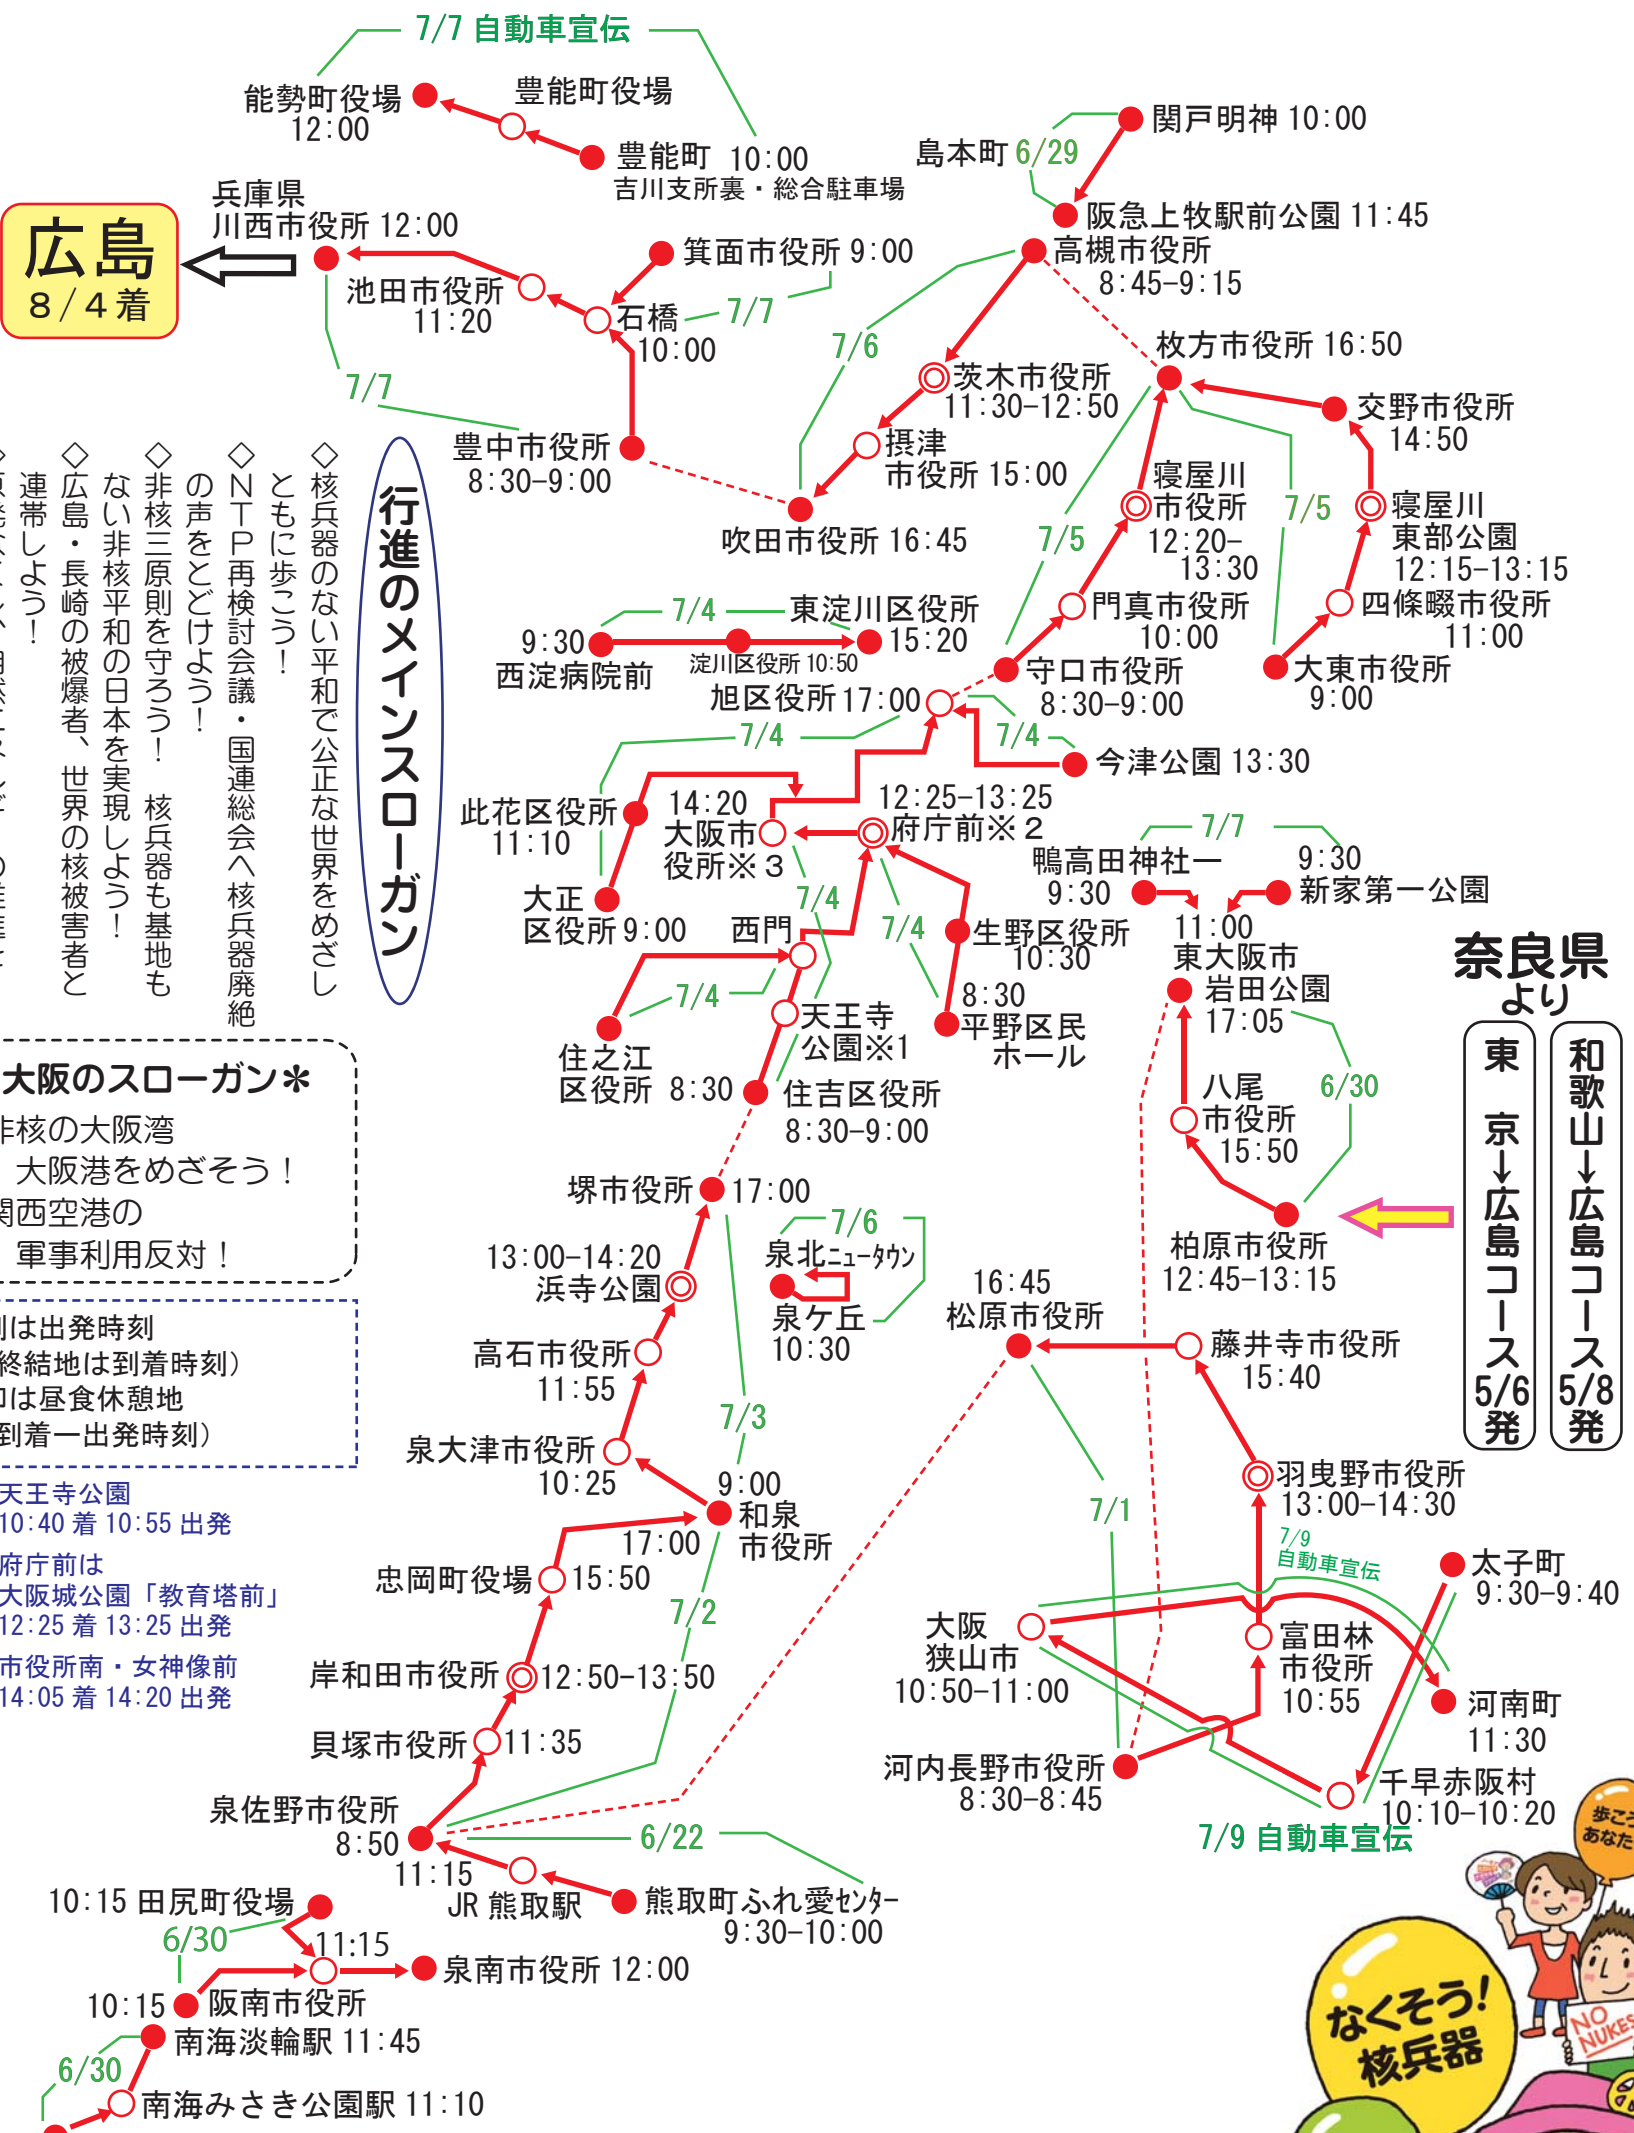 7/7 自動車宣伝
能勢町役場
12:00
豊能町役場
豊能町 10:00
吉川支所裏・総合駐車場
関戸明神 10:00
島本町 6/29
阪急上牧駅前公園 11:45
兵庫県
川西市役所 12:00
広島
8/4着
箕面市役所 9:00
池田市役所
11:20
石橋
10:00
7/7
7/7
豊中市役所
8:30−9:00
高槻市役所
8:45−9:15
7/6
茨木市役所
11:30−12:50
摂津
市役所 15:00
吹田市役所 16:45
枚方市役所 16:50
交野市役所
14:50
寝屋川
市役所
12:20−
13:30
7/5
7/5
寝屋川
東部公園
12:15−13:15
門真市役所
10:00
四條畷市役所
11:00
守口市役所
8:30−9:00
大東市役所
9:00
行進のメインスローガン
◇核兵器のない平和で公正な世界をめざし
ともに歩こう!
◇NTP再検討会議・国連総会へ核兵器廃絶
の声をとどけよう!
◇非核三原則を守ろう! 核兵器も基地も
ない非核平和の日本を実現しよう!
◇広島・長崎の被爆者、世界の核被害者と
連帯しよう!
7/4
東淀川区役所
15:20
9:30
西淀病院前
淀川区役所 10:50
旭区役所 17:00
7/4
7/4
今津公園 13:30
此花区役所
11:10
14:20
大阪市
役所※3
12:25−13:25
府庁前※2
大正
区役所 9:00
7/4
西門
7/4
生野区役所
10:30
7/4
8:30
平野区民
ホール
天王寺
公園※1
住之江
区役所 8:30
住吉区役所
8:30−9:00
7/7
鴨高田神社一
9:30
9:30
新家第一公園
11:00
東大阪市
岩田公園
17:05
6/30
八尾
市役所
15:50
柏原市役所
12:45−13:15
奈良県
より
東 京→広島コース5/6発
和歌山→広島コース5/8発
大阪のスローガン＊
非核の大阪湾
大阪港をめざそう!
関西空港の
軍事利用反対!
刻は出発時刻
終結地は到着時刻)
印は昼食休憩地
到着一出発時刻)
天王寺公園
10:40 着 10:55 出発
府庁前は
大阪城公園「教育塔前」
12:25 着 13:25 出発
市役所南・女神像前
14:05 着 14:20 出発
堺市役所 17:00
13:00−14:20
浜寺公園
7/6
泉北ニュータウン
泉ケ丘
10:30
高石市役所
11:55
7/3
泉大津市役所
10:25
9:00
和泉
市役所
17:00
忠岡町役場 15:50
7/2
岸和田市役所 12:50−13:50
貝塚市役所 11:35
泉佐野市役所
8:50
11:15
JR 熊取駅
6/22
熊取町ふれ愛センター
9:30−10:00
16:45
松原市役所
藤井寺市役所
15:40
7/1
羽曳野市役所
13:00−14:30
7/9
自動車宣伝
太子町
9:30−9:40
大阪
狭山市
10:50−11:00
富田林
市役所
10:55
河南町
11:30
河内長野市役所
8:30−8:45
千早赤阪村
10:10−10:20
7/9 自動車宣伝
10:15 田尻町役場
6/30
11:15
泉南市役所 12:00
10:15 阪南市役所
南海淡輪駅 11:45
6/30
南海みさき公園駅 11:10
歩こう
あなた
なくそう!
核兵器
NO
NUKES